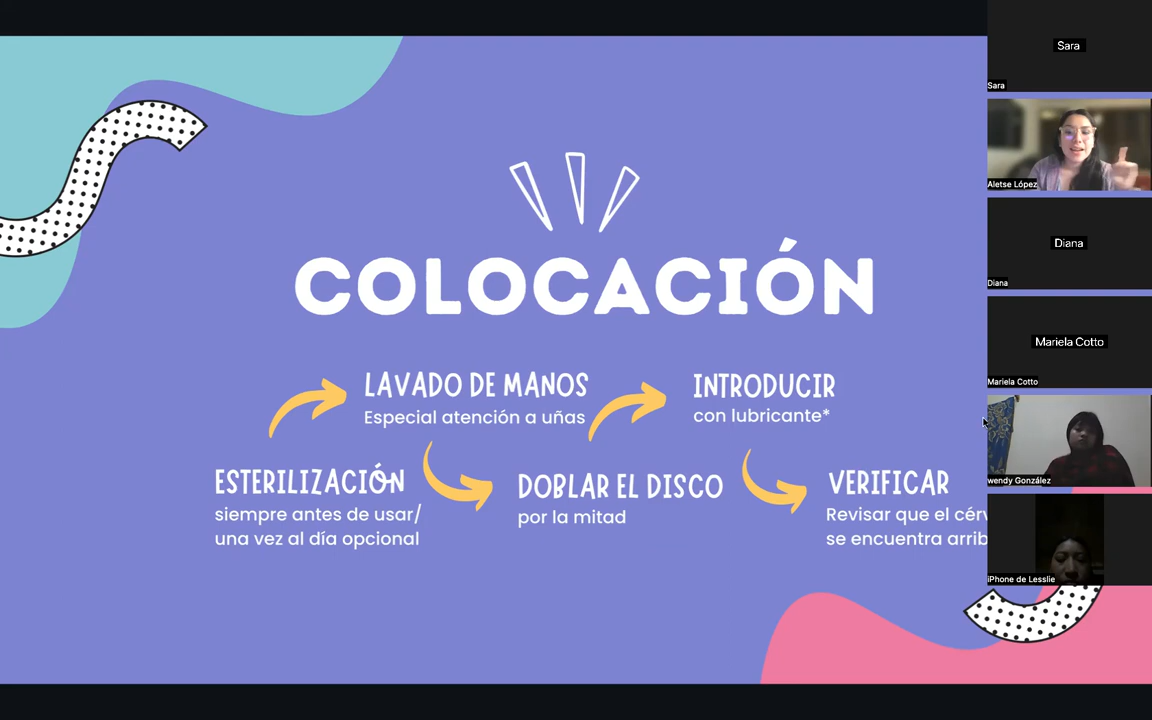 COLOCACIÓN
ESTERILIZACIÓN
siempre antes de usar/
una vez al día opcional
LAVADO DE MANOS
Especial atención a uñas
DOBLAR EL DISCO
por la mitad
INTRODUCIR
con lubricante*
VERIFICAR
Revisar que el cérv
se encuentra arrib
Sara
Sara
Aletse López
Diana
Diana
Mariela Cotto
Mariela Cotto
wendy González
iPhone de Lesslie